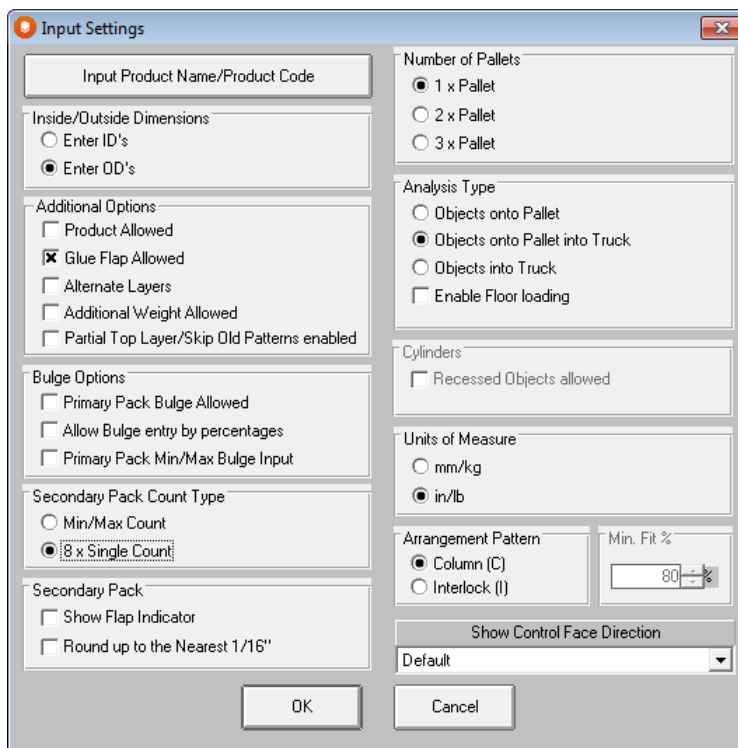 Input Settings
Input Product Name/Product Code
Inside/Outside Dimensions
Enter ID's
Enter OD's
Additional Options
Product Allowed
Glue Flap Allowed
Alternate Layers
Additional Weight Allowed
Partial Top Layer/Skip Old Patterns enabled
Bulge Options
Primary Pack Bulge Allowed
Allow Bulge entry by percentages
Primary Pack Min/Max Bulge Input
Secondary Pack Count Type
Min/Max Count
8 x Single Count
Secondary Pack
Show Flap Indicator
Round up to the Nearest 1/16"
Number of Pallets
1 x Pallet
2 x Pallet
3 x Pallet
Analysis Type
Objects onto Pallet
Objects onto Pallet into Truck
Objects into Truck
Enable Floor loading
Cylinders
Recessed Objects allowed
Units of Measure
mm/kg
in/lb
Arrangement Pattern
Column (C)
Interlock (I)
Min. Fit %
80 %
Show Control Face Direction
Default
OK
Cancel